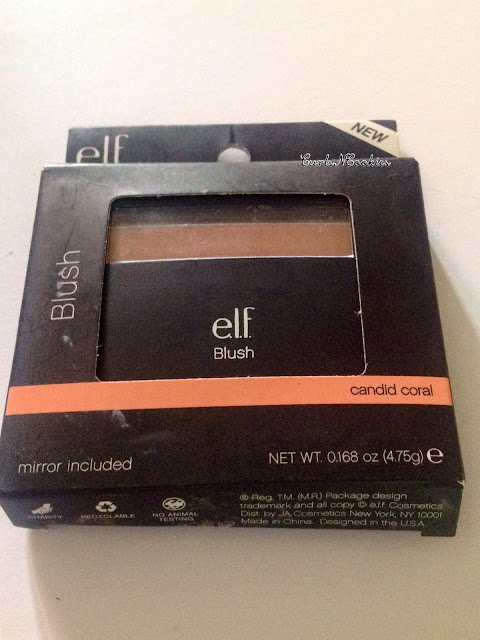 NEW
e.l.f.
CurlsNCookies
Blush
e.l.f.
Blush
candid coral
mirror included
NET WT. 0.168 oz (4.75g) ℮
CHARITY
RECYCLABLE
NO ANIMAL
TESTING
® Reg. T.M. (M.R.) Package design
trademark and all copy © e.l.f. Cosmetics
Dist. by JA Cosmetics New York, NY 10001
Made in China. Designed in the U.S.A.